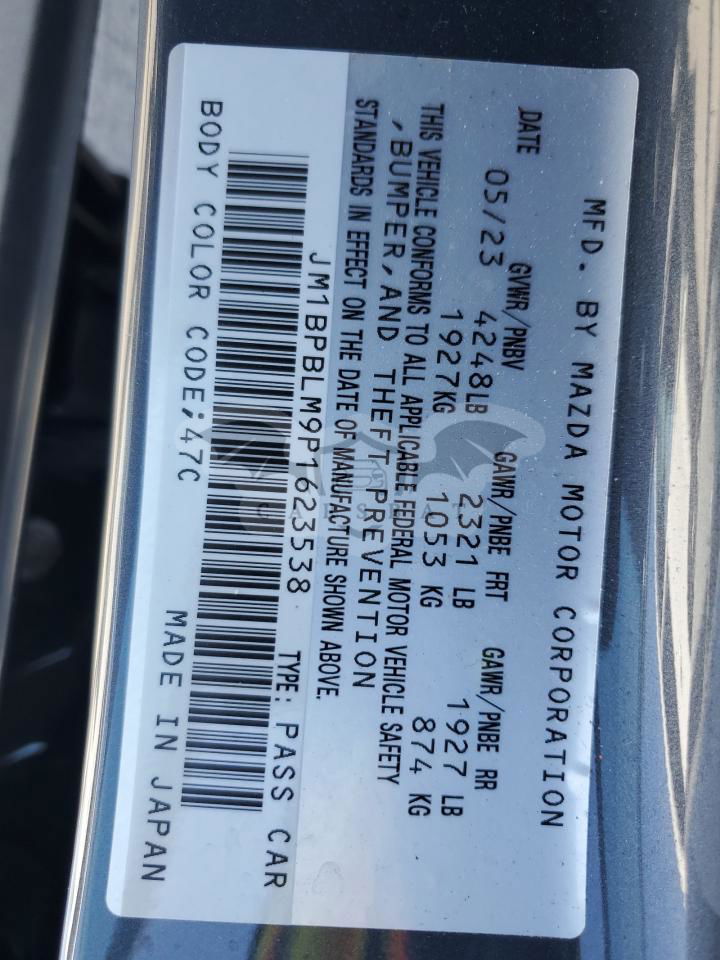 MFD. BY MAZDA MOTOR CORPORATION
DATE GVWR/PNBV GAWR/PNBE FRT GAWR/PNBE RR
05/23 4248LB 2321 LB 1927 LB
1927KG 1053 KG 874 KG
THIS VEHICLE CONFORMS TO ALL APPLICABLE FEDERAL MOTOR VEHICLE SAFETY
,BUMPER,AND THEFT PREVENTION
STANDARDS IN EFFECT ON THE DATE OF MANUFACTURE SHOWN ABOVE.
JM1BPBLM9P1623538 TYPE: PASS CAR
BODY COLOR CODE;47C MADE IN JAPAN